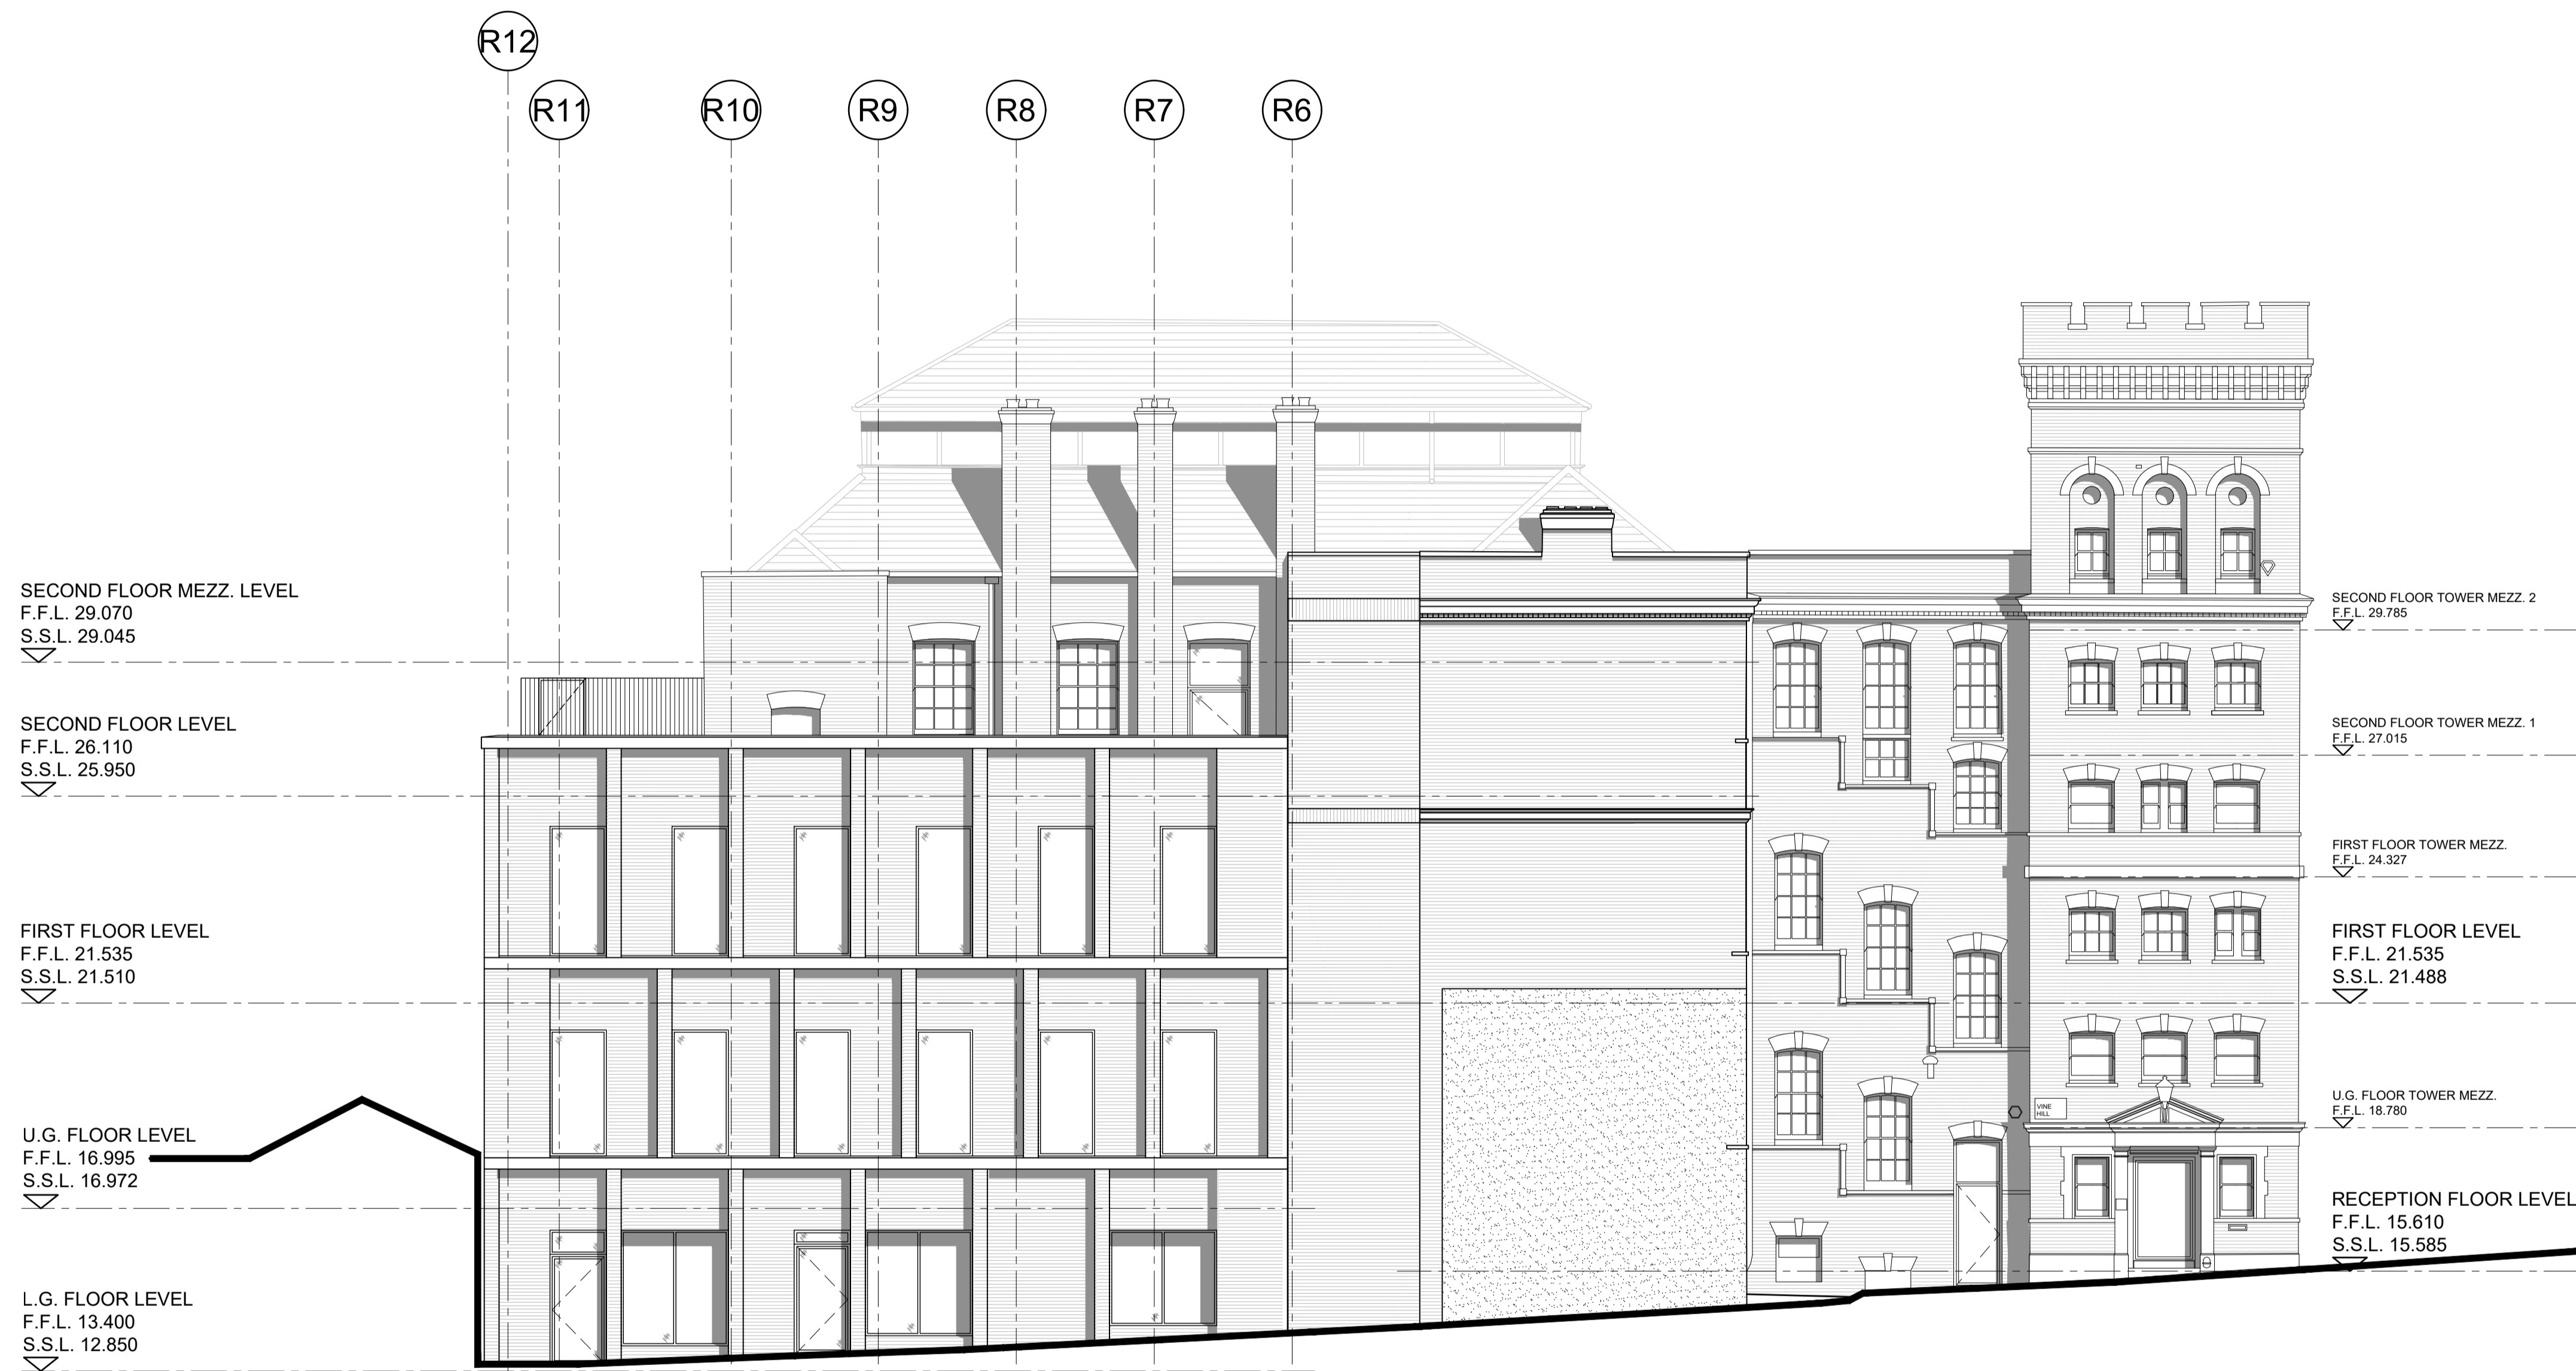 R12
R11
R10
R9
R8
R7
R6
SECOND FLOOR MEZZ. LEVEL
F.F.L. 29.070
S.S.L. 29.045
SECOND FLOOR LEVEL
F.F.L. 26.110
S.S.L. 25.950
FIRST FLOOR LEVEL
F.F.L. 21.535
S.S.L. 21.510
U.G. FLOOR LEVEL
F.F.L. 16.995
S.S.L. 16.972
L.G. FLOOR LEVEL
F.F.L. 13.400
S.S.L. 12.850
VINE
HILL
SECOND FLOOR TOWER MEZZ. 2
F.F.L. 29.785
SECOND FLOOR TOWER MEZZ. 1
F.F.L. 27.015
FIRST FLOOR TOWER MEZZ.
F.F.L. 24.327
FIRST FLOOR LEVEL
F.F.L. 21.535
S.S.L. 21.488
U.G. FLOOR TOWER MEZZ.
F.F.L. 18.780
RECEPTION FLOOR LEVEL
F.F.L. 15.610
S.S.L. 15.585